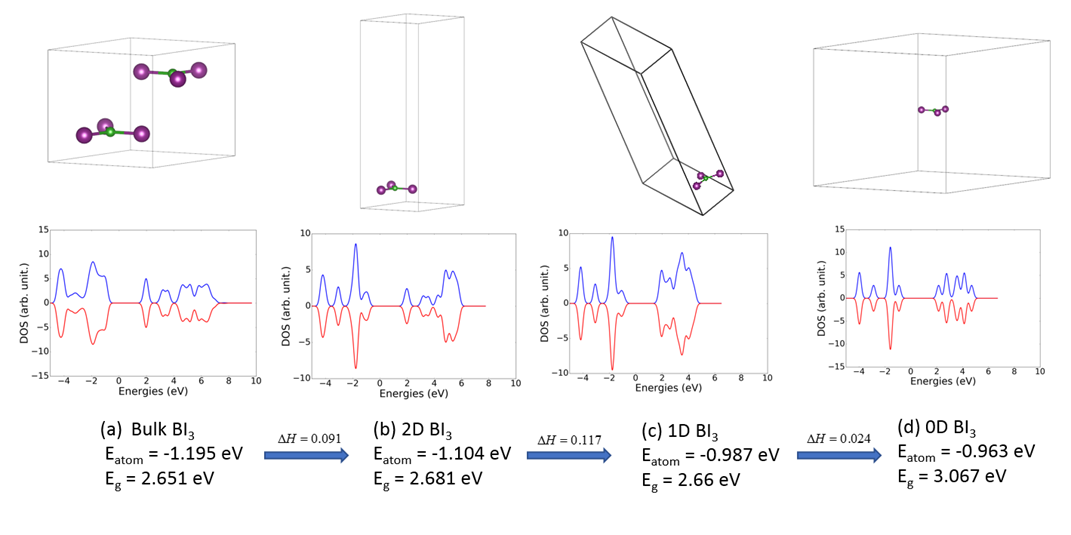 15
10
5
0
−5
−10
−15
DOS (arb. unit.)
−4 −2 0 2 4 6 8 10
Energies (eV)
10
5
0
−5
−10
DOS (arb. unit.)
−4 −2 0 2 4 6 8 10
Energies (eV)
10
5
0
−5
−10
DOS (arb. unit.)
−4 −2 0 2 4 6 8 10
Energies (eV)
15
10
5
0
−5
−10
−15
DOS (arb. unit.)
−4 −2 0 2 4 6 8 10
Energies (eV)
(a) Bulk BI₃
E_atom = -1.195 eV
E_g = 2.651 eV
ΔH = 0.091
(b) 2D BI₃
E_atom = -1.104 eV
E_g = 2.681 eV
ΔH = 0.117
(c) 1D BI₃
E_atom = -0.987 eV
E_g = 2.66 eV
ΔH = 0.024
(d) 0D BI₃
E_atom = -0.963 eV
E_g = 3.067 eV